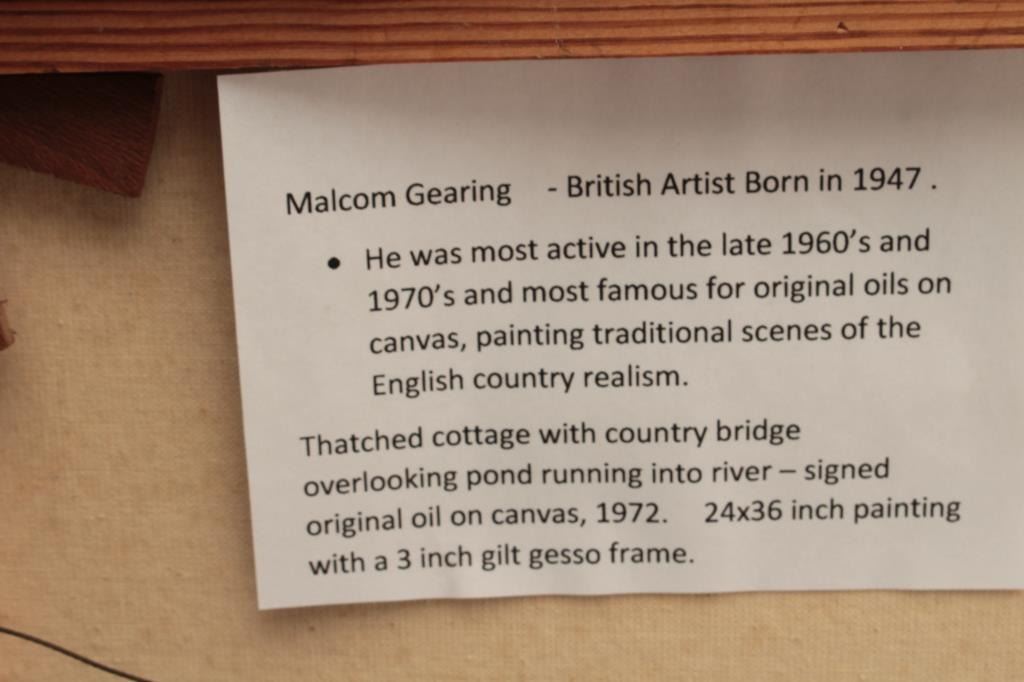 Malcom Gearing - British Artist Born in 1947 .
• He was most active in the late 1960's and
1970's and most famous for original oils on
canvas, painting traditional scenes of the
English country realism.
Thatched cottage with country bridge
overlooking pond running into river – signed
original oil on canvas, 1972. 24x36 inch painting
with a 3 inch gilt gesso frame.